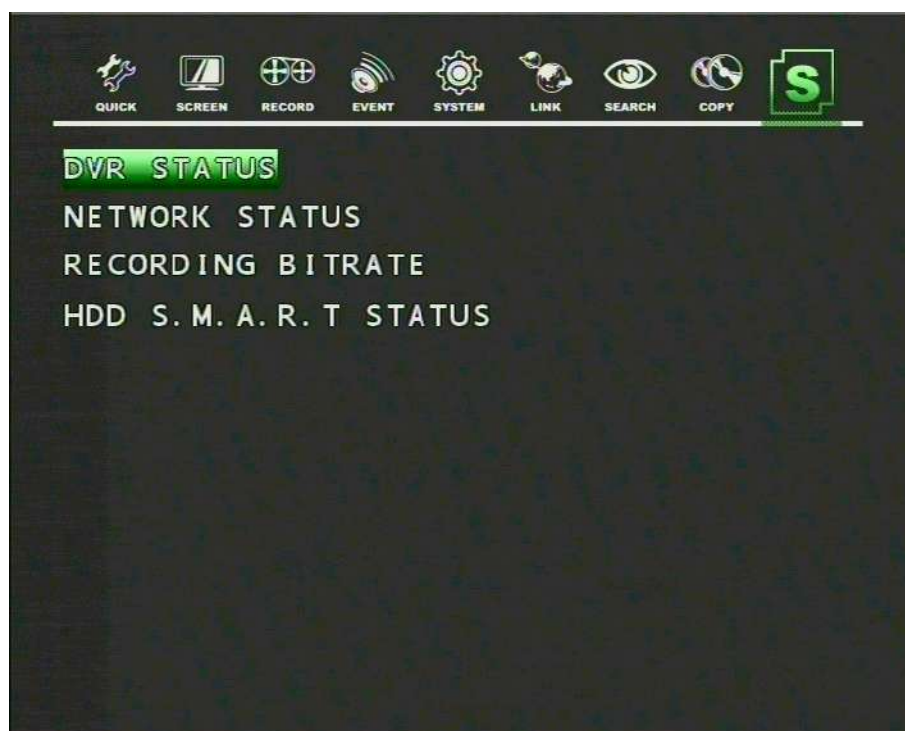 QUICK SCREEN RECORD EVENT SYSTEM LINK SEARCH COPY S
DVR STATUS
NETWORK STATUS
RECORDING BITRATE
HDD S.M.A.R.T STATUS